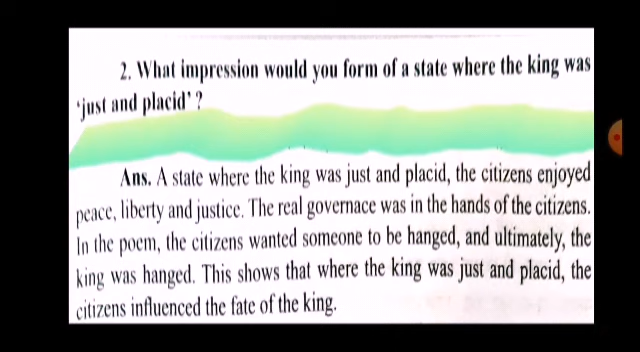 2. What impression would you form of a state where the king was
'just and placid' ?
Ans. A state where the king was just and placid, the citizens enjoyed
peace, liberty and justice. The real governace was in the hands of the citizens.
In the poem, the citizens wanted someone to be hanged, and ultimately, the
king was hanged. This shows that where the king was just and placid, the
citizens influenced the fate of the king.